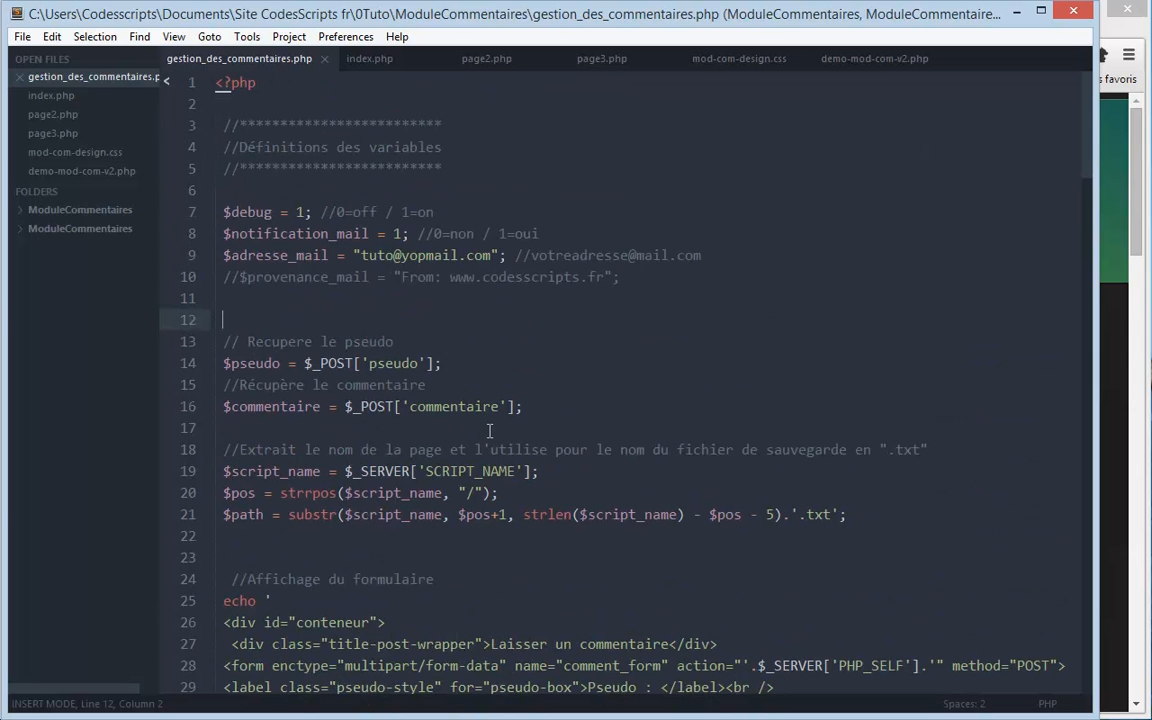 C:\Users\Codesscripts\Documents\Site CodesScripts fr\0Tuto\ModuleCommentaires\gestion_des_commentaires.php (ModuleCommentaires, ModuleCommentaire...
File Edit Selection Find View Goto Tools Project Preferences Help
s favoris
OPEN FILES
gestion_des_commentaires.p
index.php
page2.php
page3.php
mod-com-design.css
demo-mod-com-v2.php
FOLDERS
ModuleCommentaires
ModuleCommentaires
gestion_des_commentaires.php index.php page2.php page3.php mod-com-design.css demo-mod-com-v2.php
1 <?php
2
3 //*************************
4 //Définitions des variables
5 //*************************
6
7 $debug = 1; //0=off / 1=on
8 $notification_mail = 1; //0=non / 1=oui
9 $adresse_mail = "tuto@yopmail.com"; //votreadresse@mail.com
10 //$provenance_mail = "From: www.codesscripts.fr";
11
12
13 // Recupere le pseudo
14 $pseudo = $_POST['pseudo'];
15 //Récupère le commentaire
16 $commentaire = $_POST['commentaire'];
17
18 //Extrait le nom de la page et l'utilise pour le nom du fichier de sauvegarde en ".txt"
19 $script_name = $_SERVER['SCRIPT_NAME'];
20 $pos = strrpos($script_name, "/");
21 $path = substr($script_name, $pos+1, strlen($script_name) - $pos - 5).'.txt';
22
23
24 //Affichage du formulaire
25 echo '
26 <div id="conteneur">
27 <div class="title-post-wrapper">Laisser un commentaire</div>
28 <form enctype="multipart/form-data" name="comment_form" action="'.$_SERVER['PHP_SELF'].'" method="POST">
29 <label class="pseudo-style" for="pseudo-box">Pseudo : </label><br />
INSERT MODE, Line 12, Column 2 Spaces: 2 PHP